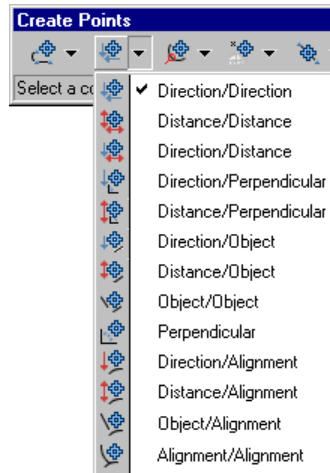 Create Points
Select a co
Direction/Direction
Distance/Distance
Direction/Distance
Direction/Perpendicular
Distance/Perpendicular
Direction/Object
Distance/Object
Object/Object
Perpendicular
Direction/Alignment
Distance/Alignment
Object/Alignment
Alignment/Alignment